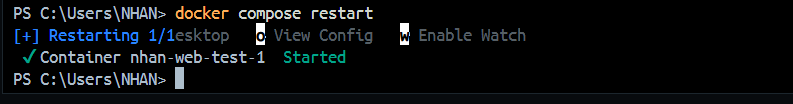 PS C:\Users\NHAN> docker compose restart
[+] Restarting 1/1esktop   o View Config   w Enable Watch
✓Container nhan-web-test-1  Started
PS C:\Users\NHAN>